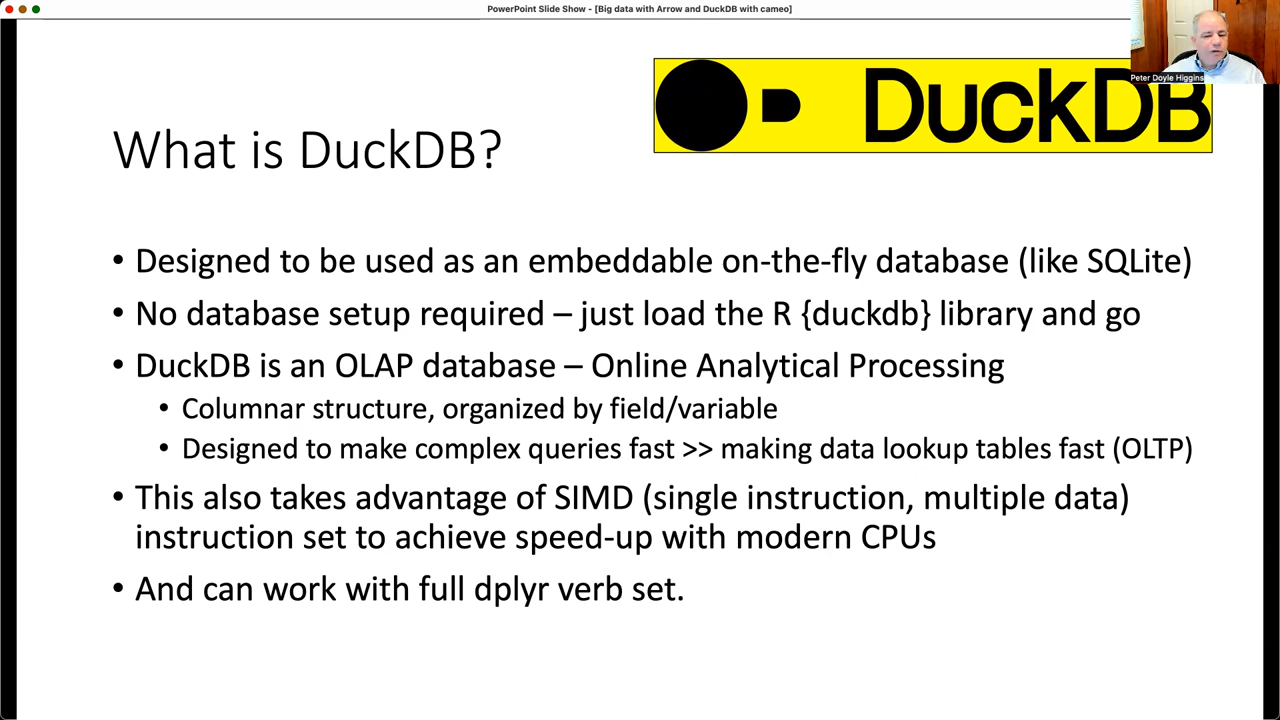 PowerPoint Slide Show - [Big data with Arrow and DuckDB with cameo]
Peter Doyle Higgins
DuckDB
What is DuckDB?
• Designed to be used as an embeddable on-the-fly database (like SQLite)
• No database setup required – just load the R {duckdb} library and go
• DuckDB is an OLAP database – Online Analytical Processing
• Columnar structure, organized by field/variable
• Designed to make complex queries fast >> making data lookup tables fast (OLTP)
• This also takes advantage of SIMD (single instruction, multiple data)
instruction set to achieve speed-up with modern CPUs
• And can work with full dplyr verb set.